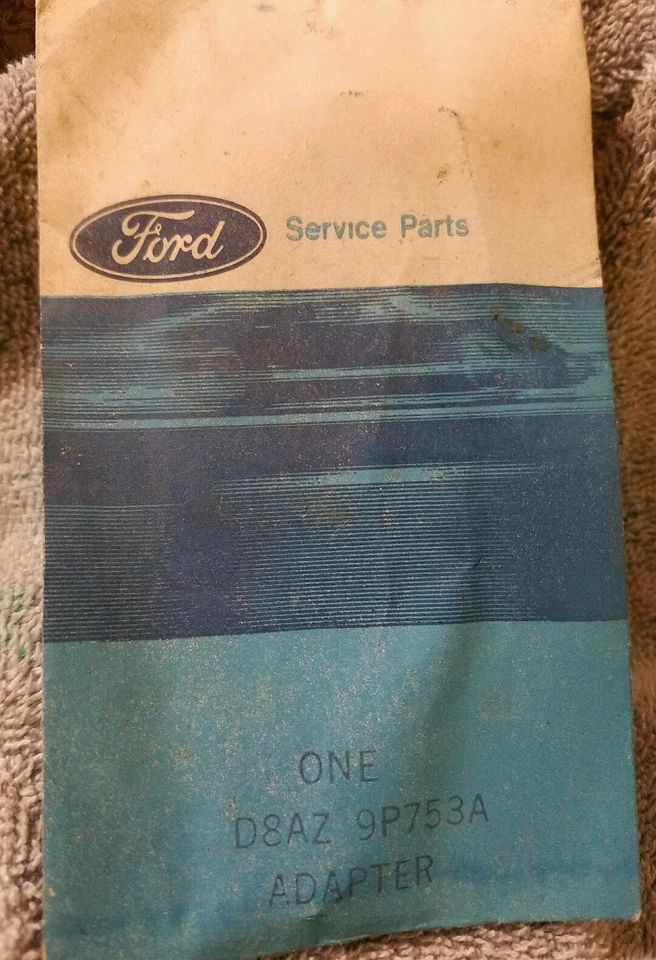 Ford
Service Parts
ONE
D8AZ 9P753A
ADAPTER